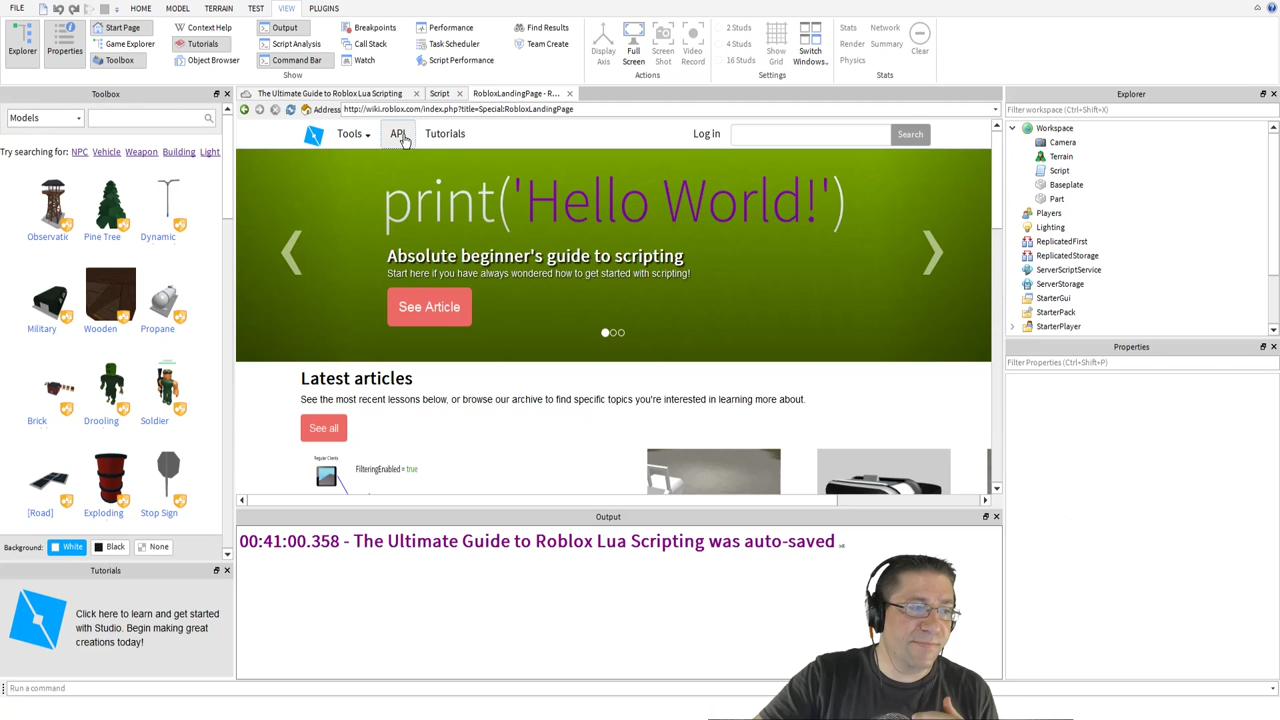 FILE HOME MODEL TERRAIN TEST VIEW PLUGINS
Explorer
Properties
Start Page
Game Explorer
Toolbox
Context Help
Tutorials
Object Browser
Output
Script Analysis
Command Bar
Breakpoints
Call Stack
Watch
Performance
Task Scheduler
Script Performance
Find Results
Team Create
Show
Display Axis
Full Screen
Screen Shot
Video Record
Actions
2 Studs
4 Studs
16 Studs
Show Grid
Switch Windows
Settings
Stats
Render
Physics
Network
Summary
Clear
Stats
Toolbox
Models
Try searching for: NPC Vehicle Weapon Building Light
Observatic Pine Tree Dynamic
Military Wooden Propane
Brick Drooling Soldier
[Road] Exploding Stop Sign
Background: White Black None
Tutorials
Click here to learn and get started
with Studio. Begin making great
creations today!
The Ultimate Guide to Roblox Lua Scripting
Script
RobloxLandingPage - R...
Address http://wiki.roblox.com/index.php?title=Special:RobloxLandingPage
Tools API Tutorials Log in Search
print('Hello World!')
Absolute beginner's guide to scripting
Start here if you have always wondered how to get started with scripting!
See Article
Latest articles
See the most recent lessons below, or browse our archive to find specific topics you're interested in learning more about.
See all
Regular Clients
FilteringEnabled = true
Output
00:41:00.358 - The Ultimate Guide to Roblox Lua Scripting was auto-saved
Explorer
Filter workspace (Ctrl+Shift+X)
Workspace
Camera
Terrain
Script
Baseplate
Part
Players
Lighting
ReplicatedFirst
ReplicatedStorage
ServerScriptService
ServerStorage
StarterGui
StarterPack
StarterPlayer
Properties
Filter Properties (Ctrl+Shift+P)
Run a command